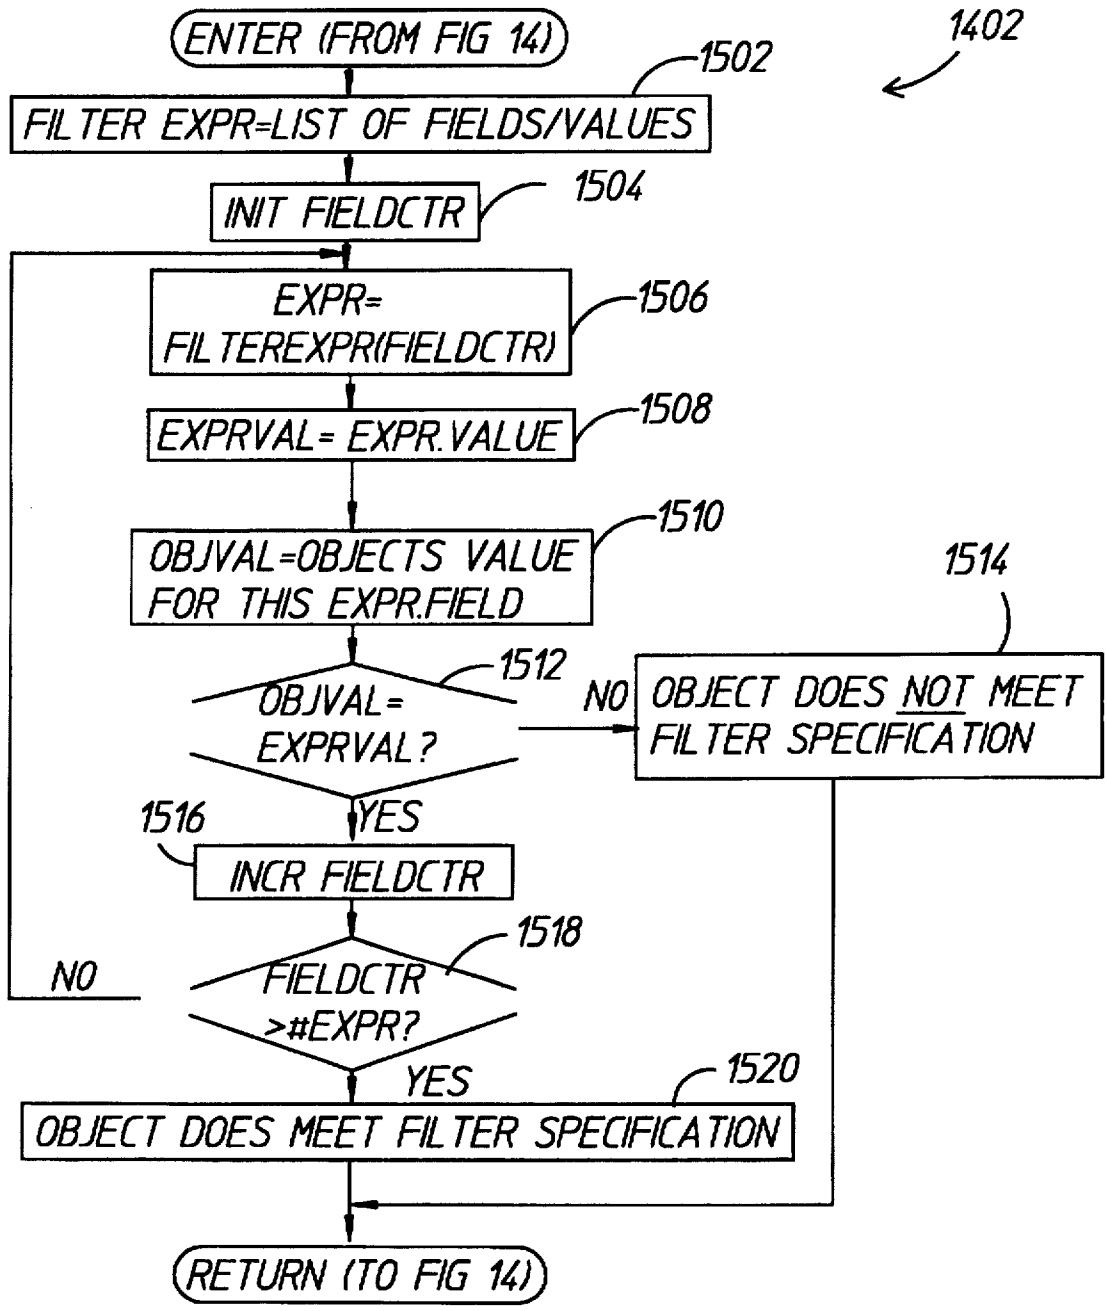 ENTER (FROM FIG 14)
1402
1502
FILTER EXPR=LIST OF FIELDS/VALUES
1504
INIT FIELDCTR
1506
EXPR=
FILTEREXPR(FIELDCTR)
1508
EXPRVAL= EXPR.VALUE
1510
OBJVAL=OBJECTS VALUE
FOR THIS EXPR.FIELD
1512
OBJVAL=
EXPRVAL?
NO
1514
OBJECT DOES NOT MEET
FILTER SPECIFICATION
YES
1516
INCR FIELDCTR
1518
FIELDCTR
>#EXPR?
NO
YES
1520
OBJECT DOES MEET FILTER SPECIFICATION
RETURN (TO FIG 14)